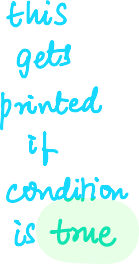 this
gets
printed
if
condition
is true